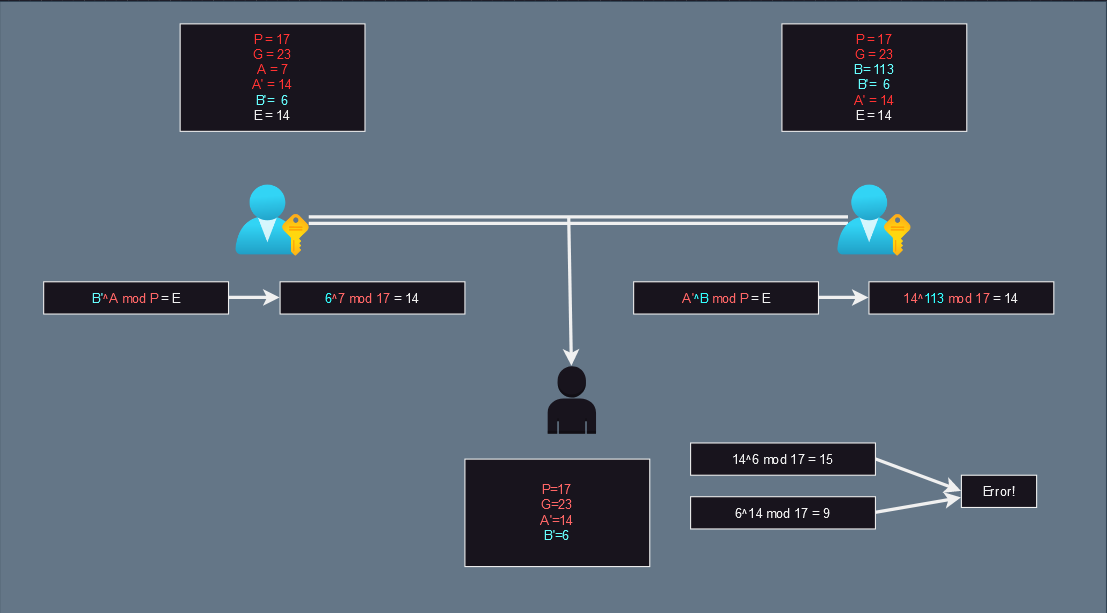 P = 17
G = 23
A = 7
A' = 14
B'= 6
E = 14
P = 17
G = 23
B= 113
B'= 6
A' = 14
E = 14
B'^A mod P = E
6^7 mod 17 = 14
A'^B mod P = E
14^113 mod 17 = 14
P=17
G=23
A'=14
B'=6
14^6 mod 17 = 15
6^14 mod 17 = 9
Error!